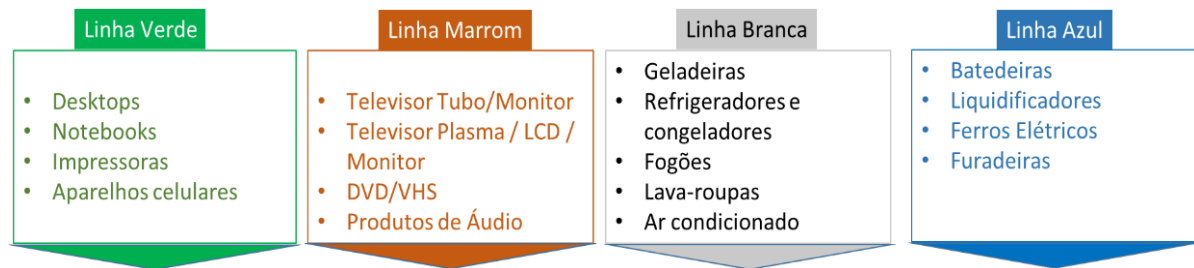 Linha Verde
• Desktops
• Notebooks
• Impressoras
• Aparelhos celulares
Linha Marrom
• Televisor Tubo/Monitor
• Televisor Plasma / LCD /
Monitor
• DVD/VHS
• Produtos de Áudio
Linha Branca
• Geladeiras
• Refrigeradores e
congeladores
• Fogões
• Lava-roupas
• Ar condicionado
Linha Azul
• Batedeiras
• Liquidificadores
• Ferros Elétricos
• Furadeiras